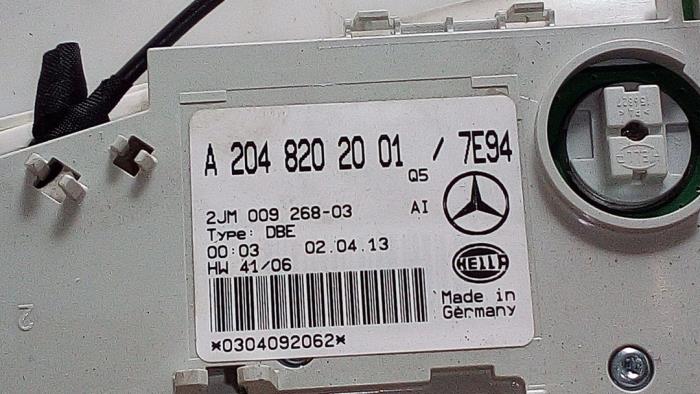 A 204 820 20 01 / 7E94
Q5
2JM 009 268-03 AI
Type: DBE
00:03 02.04.13
HW 41/06
HELLA
Made in
Germany
*0304092062*
2